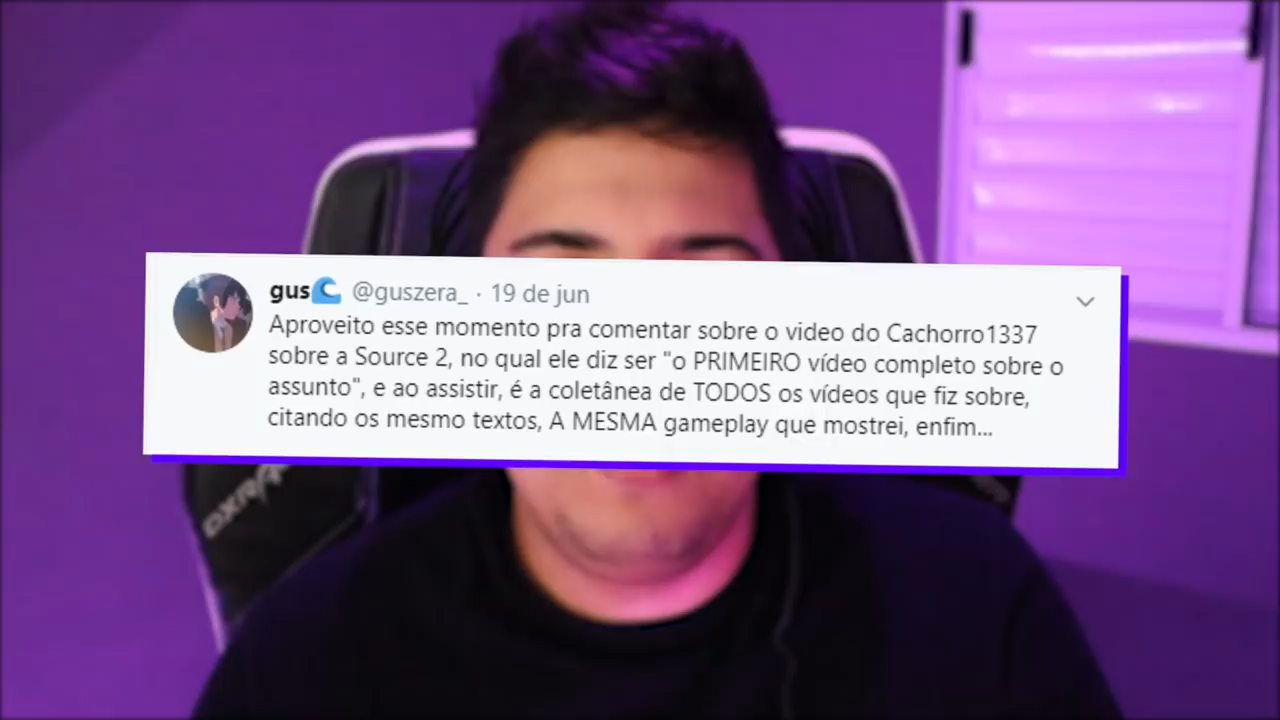 gus🌊 @guszera_ · 19 de jun
Aproveito esse momento pra comentar sobre o video do Cachorro1337
sobre a Source 2, no qual ele diz ser "o PRIMEIRO vídeo completo sobre o
assunto", e ao assistir, é a coletânea de TODOS os vídeos que fiz sobre,
citando os mesmo textos, A MESMA gameplay que mostrei, enfim...
DXRA